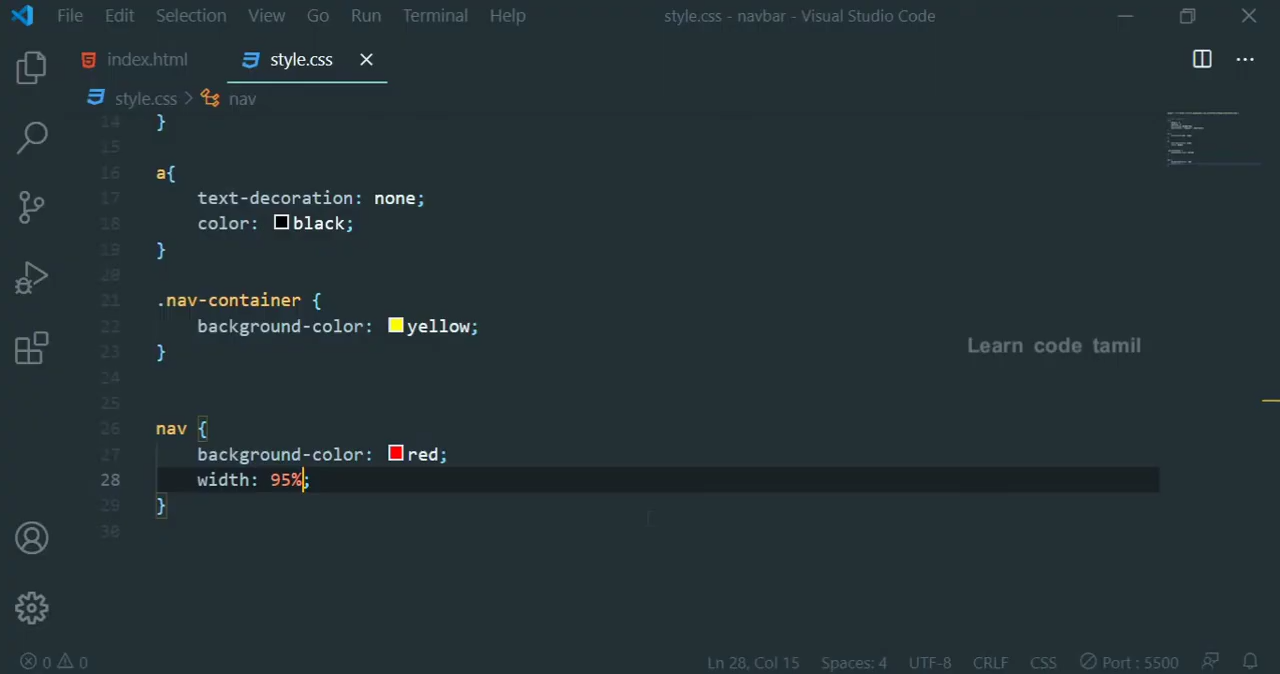 File Edit Selection View Go Run Terminal Help style.css - navbar - Visual Studio Code
index.html style.css
style.css > nav
14 }
15
16 a{
17 text-decoration: none;
18 color: black;
19 }
20
21 .nav-container {
22 background-color: yellow;
23 }
Learn code tamil
24
25
26 nav {
27 background-color: red;
28 width: 95%;
29 }
30
0 0 Ln 28, Col 15 Spaces: 4 UTF-8 CRLF CSS Port : 5500